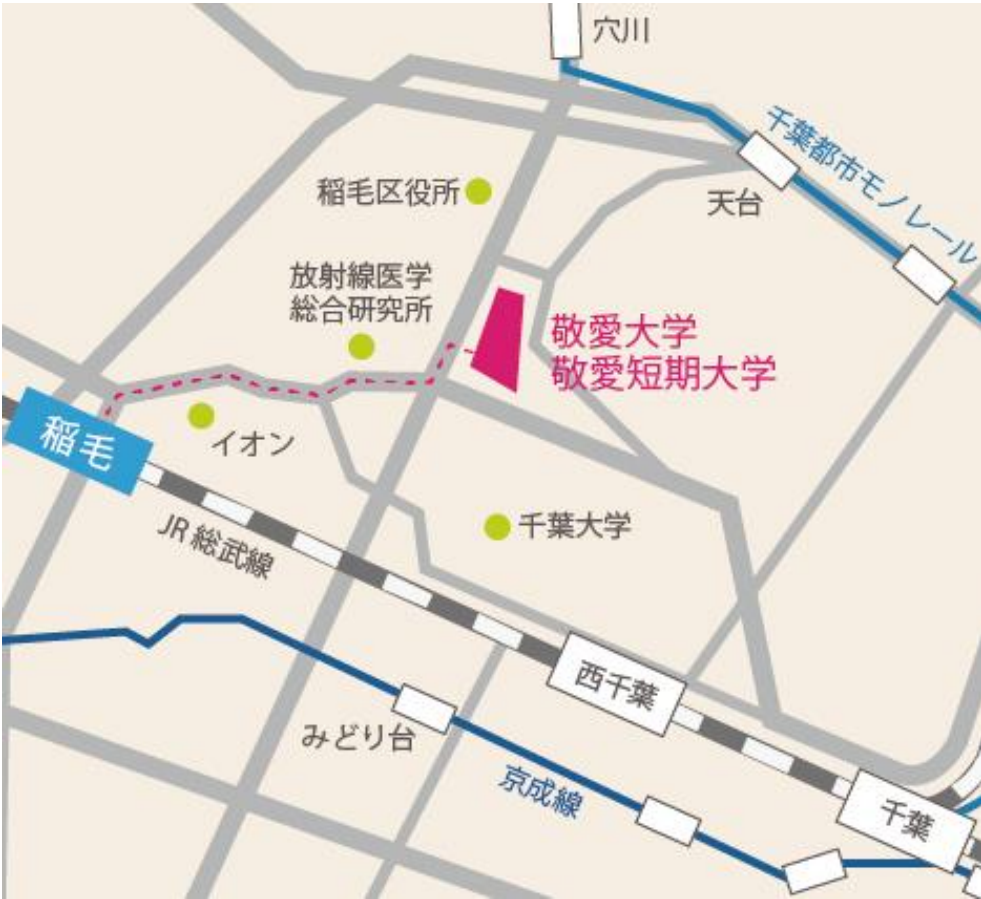 穴川
千葉都市モノレール
稲毛区役所
天台
放射線医学
総合研究所
敬愛大学
敬愛短期大学
稲毛
イオン
千葉大学
JR 総武線
西千葉
みどり台
京成線
千葉